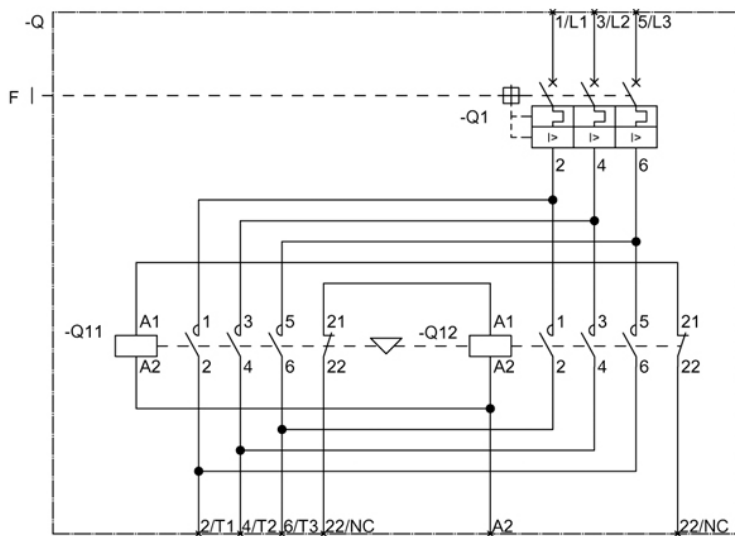 -Q 1/L1 3/L2 5/L3
F
-Q1
I> I> I>
2 4 6
A1 1 3 5 21 A1 1 3 5 21
-Q11 -Q12
A2 2 4 6 22 A2 2 4 6 22
2/T1 4/T2 6/T3 22/NC A2 22/NC